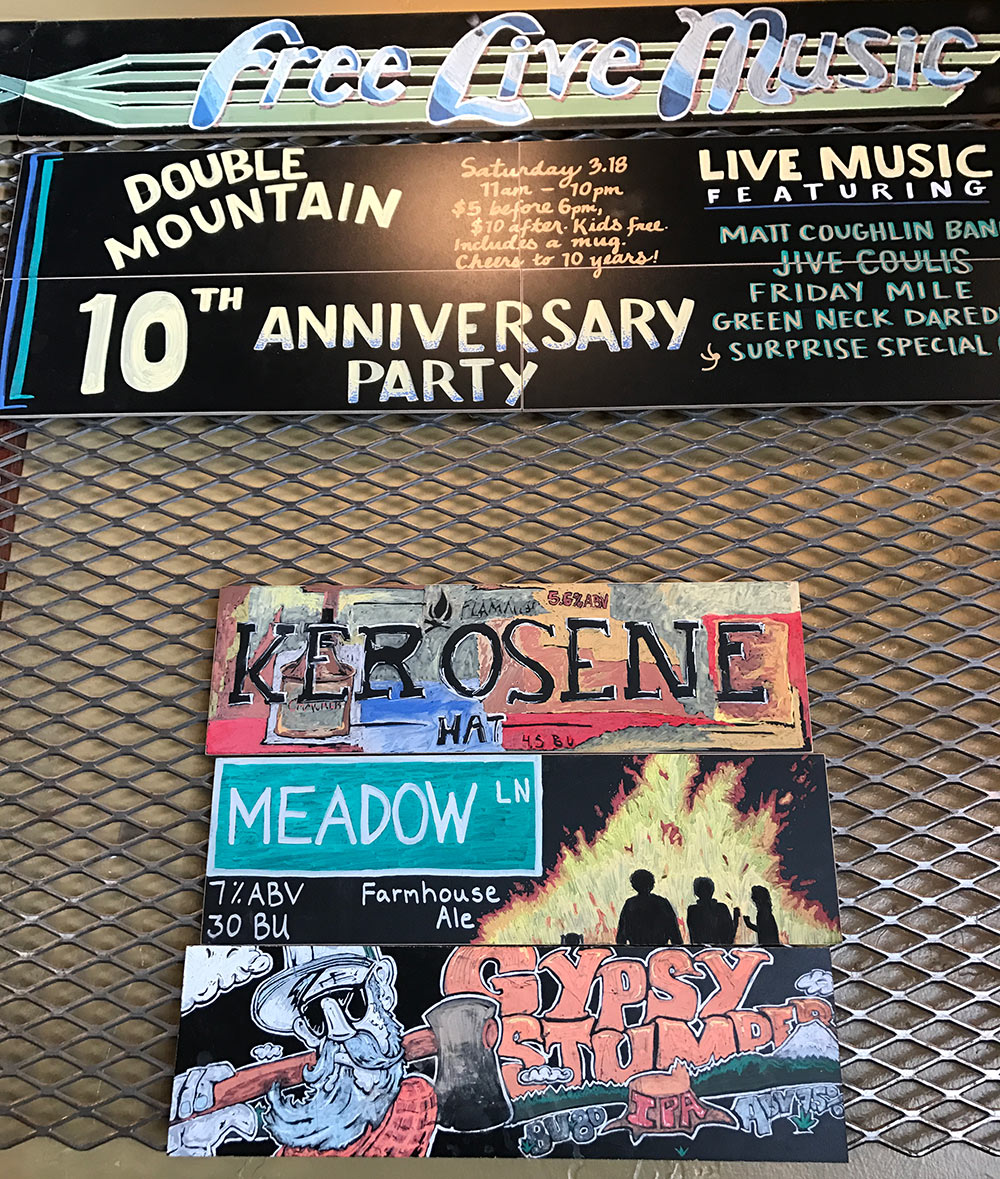 Free Live Music
DOUBLE
MOUNTAIN
10TH ANNIVERSARY
PARTY
Saturday 3.18
11am - 10pm
$5 before 6pm,
$10 after. Kids free.
Includes a mug.
Cheers to 10 years!
LIVE MUSIC
FEATURING
MATT COUGHLIN BAN
JIVE COULIS
FRIDAY MILE
GREEN NECK DARED
SURPRISE SPECIAL
5.6% ABV
KEROSENE
HAT
45 BU
MEADOW LN
7% ABV
30 BU
Farmhouse
Ale
GYPSY
STUMPER
BU 80 IPA ABV